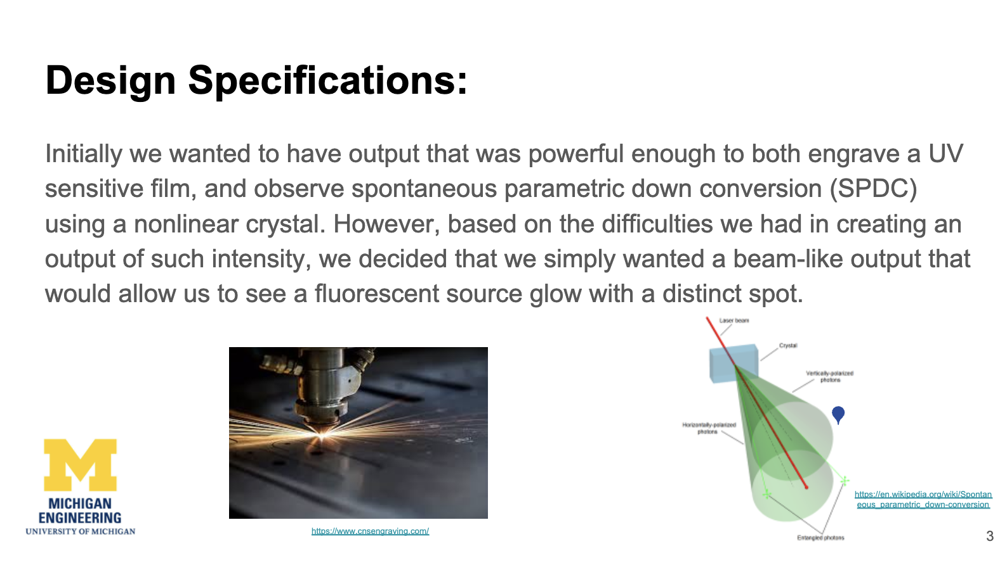 Design Specifications:
Initially we wanted to have output that was powerful enough to both engrave a UV
sensitive film, and observe spontaneous parametric down conversion (SPDC)
using a nonlinear crystal. However, based on the difficulties we had in creating an
output of such intensity, we decided that we simply wanted a beam-like output that
would allow us to see a fluorescent source glow with a distinct spot.
Laser beam
Crystal
Vertically-polarized
photons
Horizontally-polarized
photons
Entangled photons
https://en.wikipedia.org/wiki/Spontan
eous_parametric_down-conversion
https://www.cnsengraving.com/
M
MICHIGAN
ENGINEERING
UNIVERSITY OF MICHIGAN
3